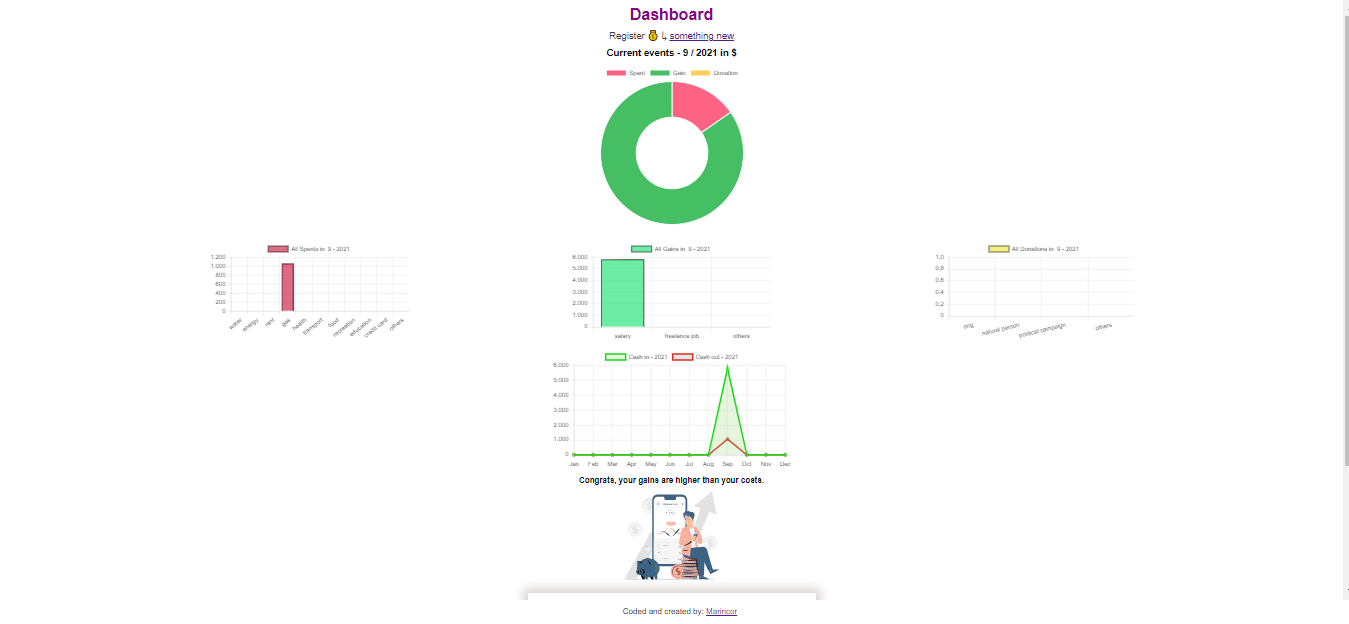 Dashboard
Register something new
Current events - 9 / 2021 in $
Spent Gain Donation
All Spents in 9 - 2021
1.200
1.000
800
600
400
200
0
water energy rent gas health transport food recreation education credit card others
All Gains in 9 - 2021
6.000
5.000
4.000
3.000
2.000
1.000
0
salary freelance job others
All Donations in 9 - 2021
1,0
0,8
0,6
0,4
0,2
0
ong natural person political campaign others
Cash in - 2021 Cash out - 2021
6.000
5.000
4.000
3.000
2.000
1.000
0
Jan Feb Mar Apr May Jun Jul Aug Sep Oct Nov Dec
Congrats, your gains are higher than your costs.
Coded and created by: Marincor